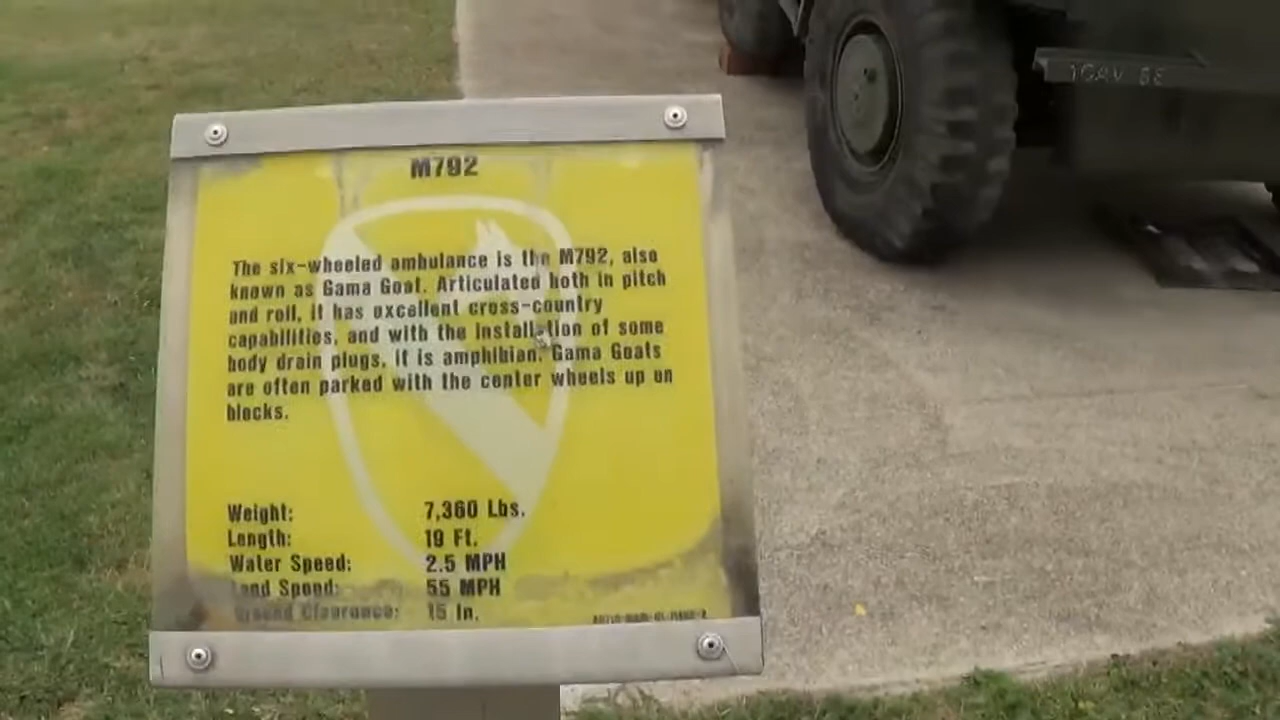 M792
The six-wheeled ambulance is the M792, also
known as Gama Goat. Articulated both in pitch
and roll, it has excellent cross-country
capabilities, and with the installation of some
body drain plugs, it is amphibian. Gama Goats
are often parked with the center wheels up on
blocks.
Weight: 7,360 Lbs.
Length: 19 Ft.
Water Speed: 2.5 MPH
Land Speed: 55 MPH
Ground Clearance: 15 In.
1CAV